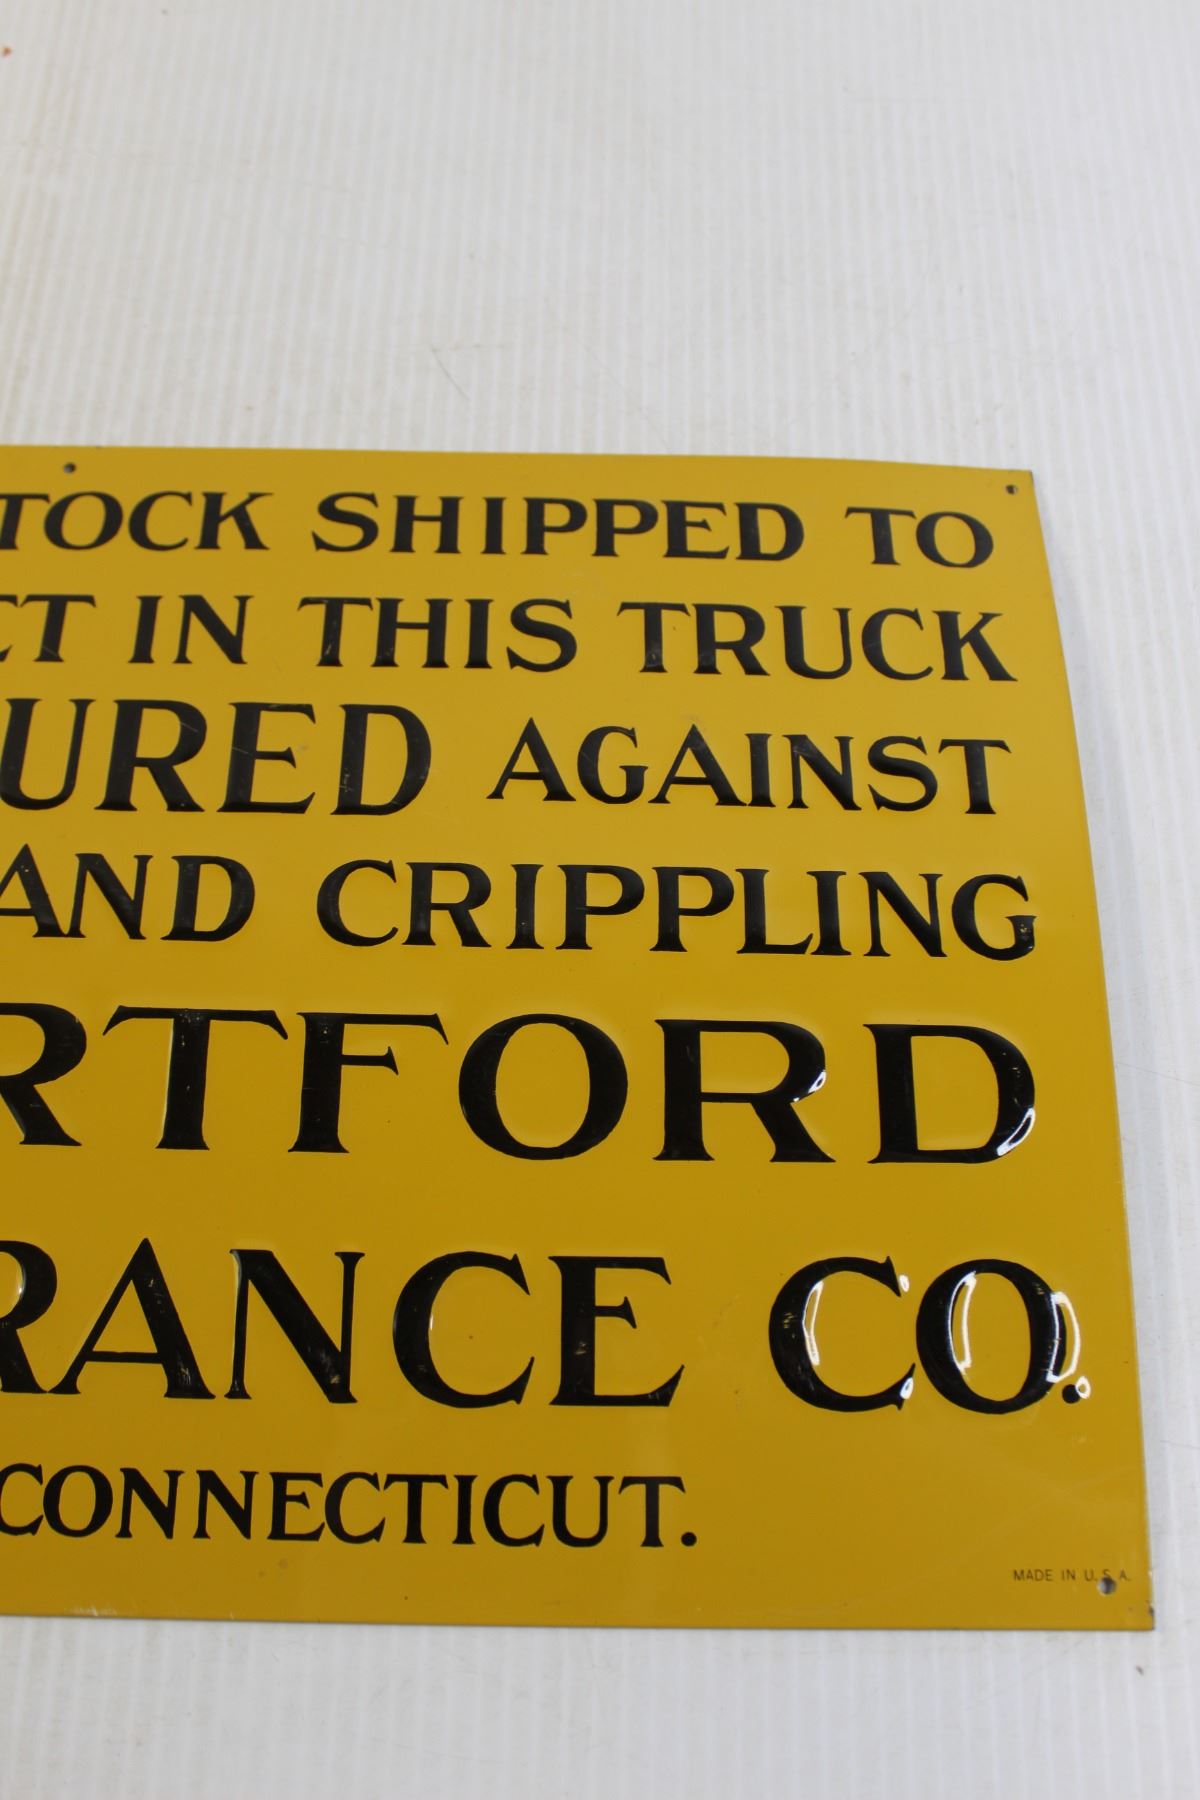 TOCK SHIPPED TO
CT IN THIS TRUCK
URED AGAINST
AND CRIPPLING
RTFORD
RANCE CO.
CONNECTICUT.
MADE IN U.S.A.